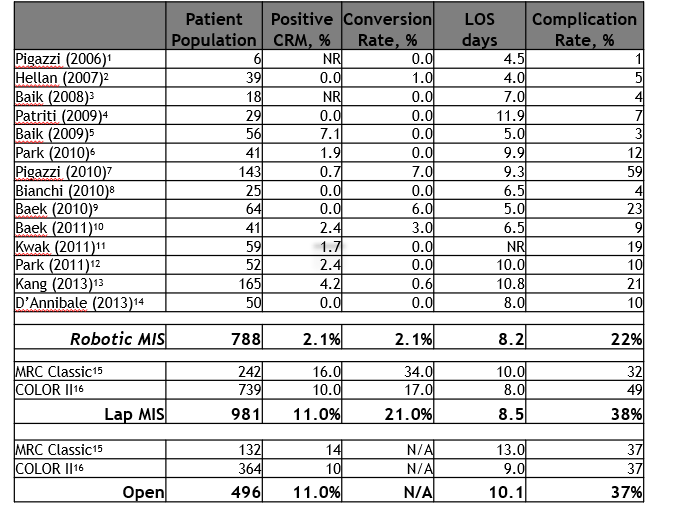 Patient Population Positive CRM, % Conversion Rate, % LOS days Complication Rate, %
Pigazzi (2006)¹ 6 NR 0.0 4.5 1
Hellan (2007)² 39 0.0 1.0 4.0 5
Baik (2008)³ 18 NR 0.0 7.0 4
Patriti (2009)⁴ 29 0.0 0.0 11.9 7
Baik (2009)⁵ 56 7.1 0.0 5.0 3
Park (2010)⁶ 41 1.9 0.0 9.9 12
Pigazzi (2010)⁷ 143 0.7 7.0 9.3 59
Bianchi (2010)⁸ 25 0.0 0.0 6.5 4
Baek (2010)⁹ 64 0.0 6.0 5.0 23
Baek (2011)¹⁰ 41 2.4 3.0 6.5 9
Kwak (2011)¹¹ 59 1.7 0.0 NR 19
Park (2011)¹² 52 2.4 0.0 10.0 10
Kang (2013)¹³ 165 4.2 0.6 10.8 21
D'Annibale (2013)¹⁴ 50 0.0 0.0 8.0 10
Robotic MIS 788 2.1% 2.1% 8.2 22%
MRC Classic¹⁵ 242 16.0 34.0 10.0 32
COLOR II¹⁶ 739 10.0 17.0 8.0 49
Lap MIS 981 11.0% 21.0% 8.5 38%
MRC Classic¹⁵ 132 14 N/A 13.0 37
COLOR II¹⁶ 364 10 N/A 9.0 37
Open 496 11.0% N/A 10.1 37%